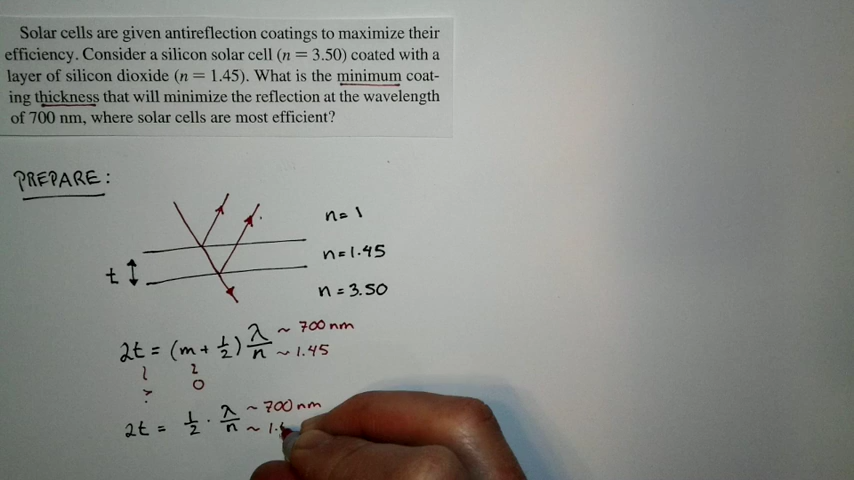 Solar cells are given antireflection coatings to maximize their
efficiency. Consider a silicon solar cell (n = 3.50) coated with a
layer of silicon dioxide (n = 1.45). What is the minimum coat-
ing thickness that will minimize the reflection at the wavelength
of 700 nm, where solar cells are most efficient?
PREPARE:
n = 1
n = 1.45
t
n = 3.50
2t = (m + 1/2) λ/n ~ 700 nm ~ 1.45
?
0
2t = 1/2 · λ/n ~ 700 nm ~ 1.